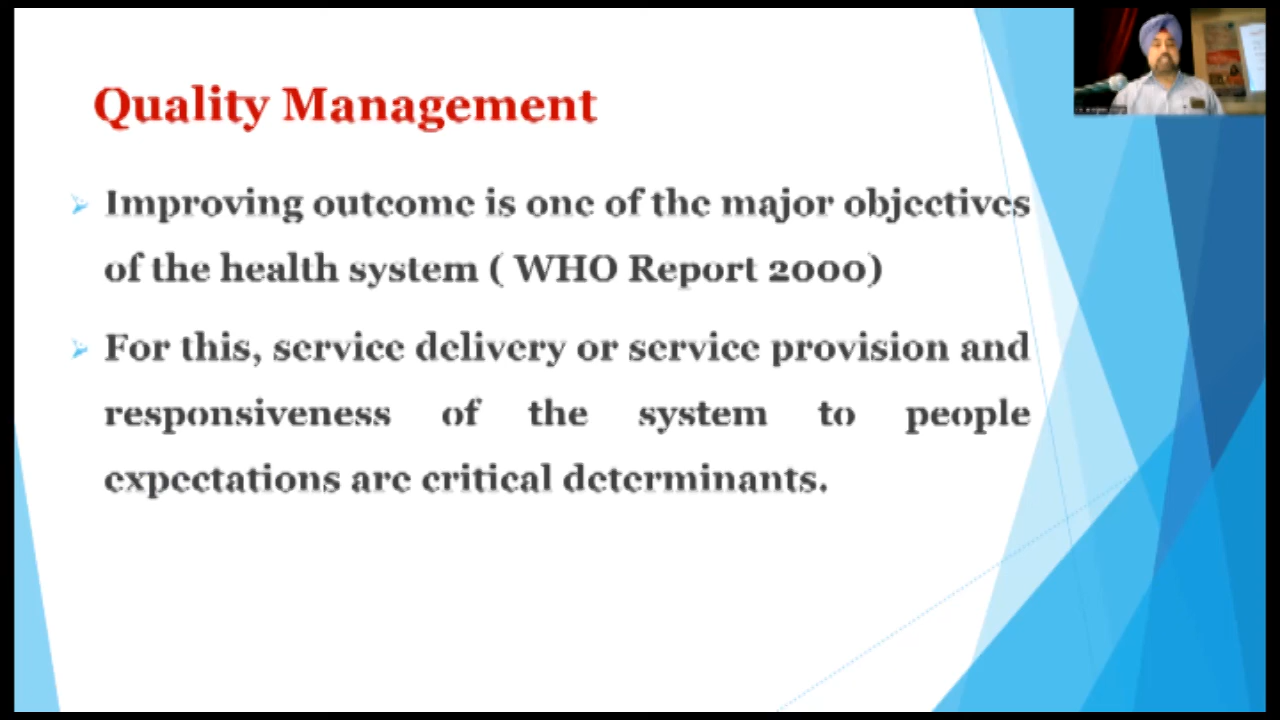 Quality Management
Improving outcome is one of the major objectives
of the health system ( WHO Report 2000)
For this, service delivery or service provision and
responsiveness of the system to people
expectations are critical determinants.